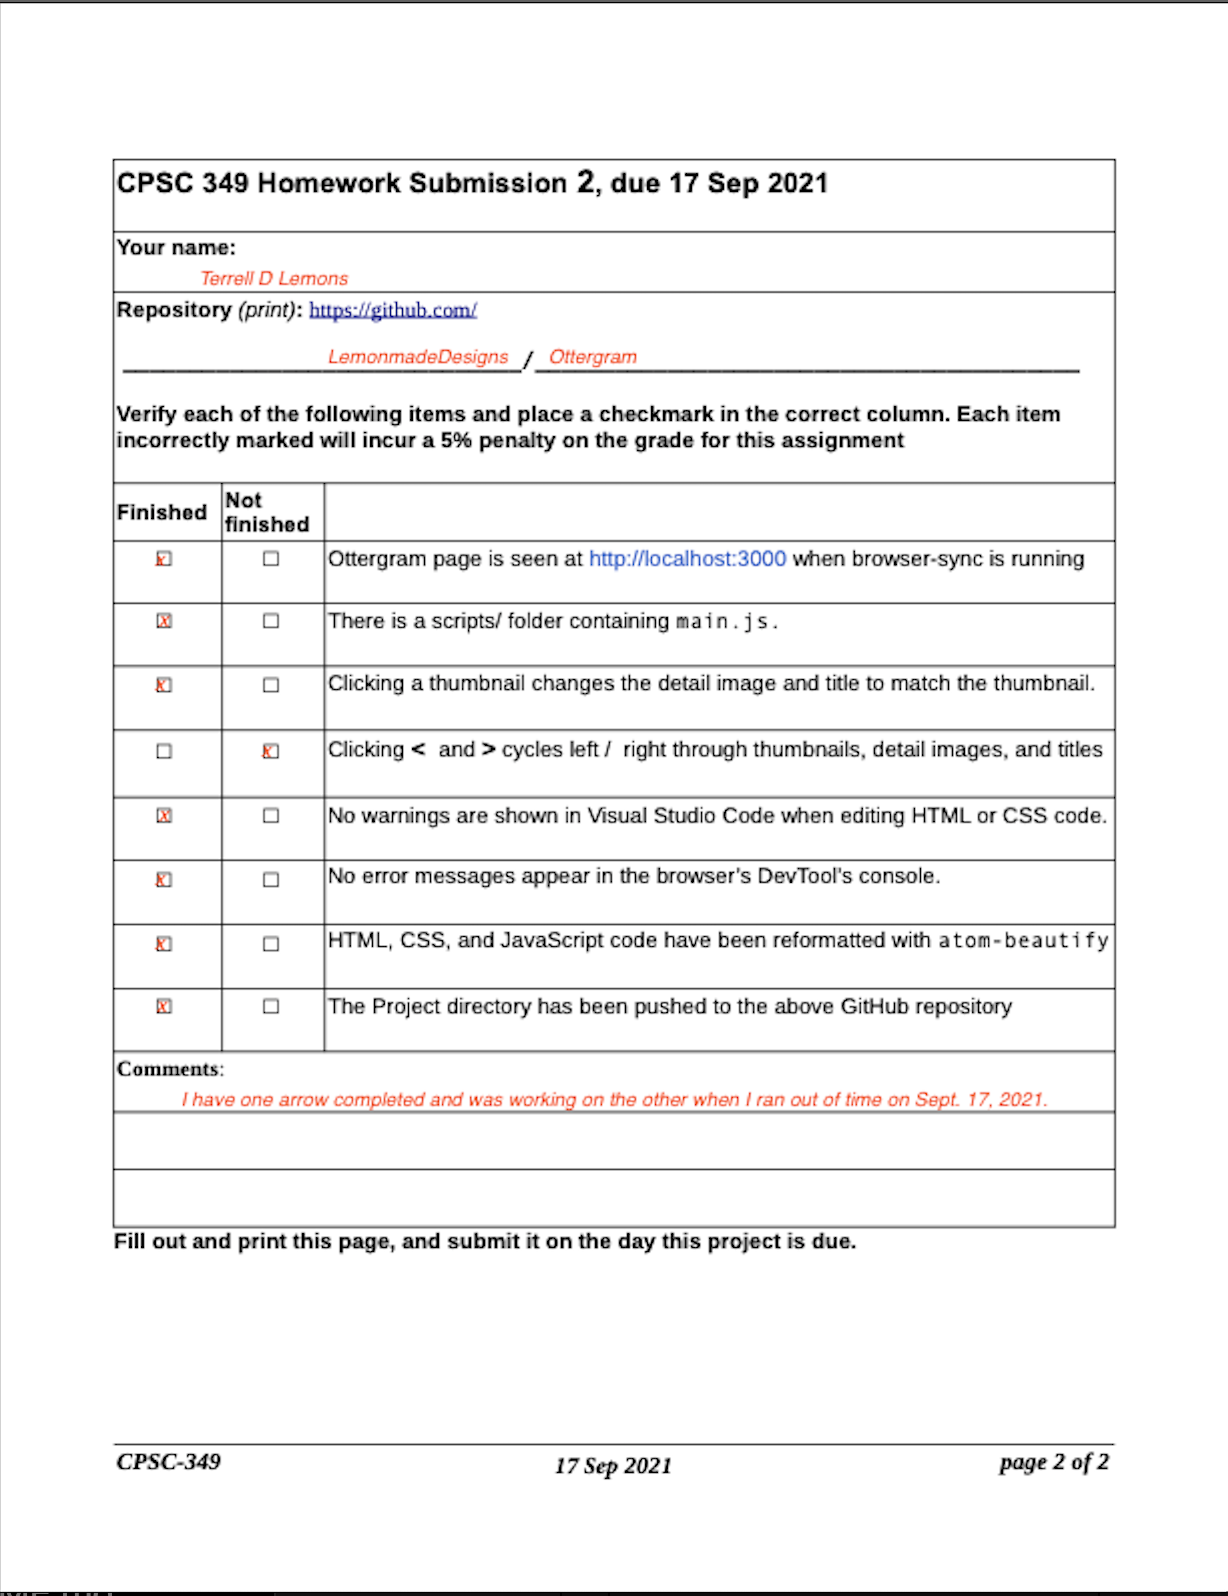 CPSC 349 Homework Submission 2, due 17 Sep 2021
Your name:
Terrell D Lemons
Repository (print): https://github.com/
LemonmadeDesigns / Ottergram
Verify each of the following items and place a checkmark in the correct column. Each item
incorrectly marked will incur a 5% penalty on the grade for this assignment
Finished Not finished
☒ ☐ Ottergram page is seen at http://localhost:3000 when browser-sync is running
☒ ☐ There is a scripts/ folder containing main.js.
☒ ☐ Clicking a thumbnail changes the detail image and title to match the thumbnail.
☐ ☒ Clicking < and > cycles left / right through thumbnails, detail images, and titles
☒ ☐ No warnings are shown in Visual Studio Code when editing HTML or CSS code.
☒ ☐ No error messages appear in the browser's DevTool's console.
☒ ☐ HTML, CSS, and JavaScript code have been reformatted with atom-beautify
☒ ☐ The Project directory has been pushed to the above GitHub repository
Comments:
I have one arrow completed and was working on the other when I ran out of time on Sept. 17, 2021.
Fill out and print this page, and submit it on the day this project is due.
CPSC-349 17 Sep 2021 page 2 of 2